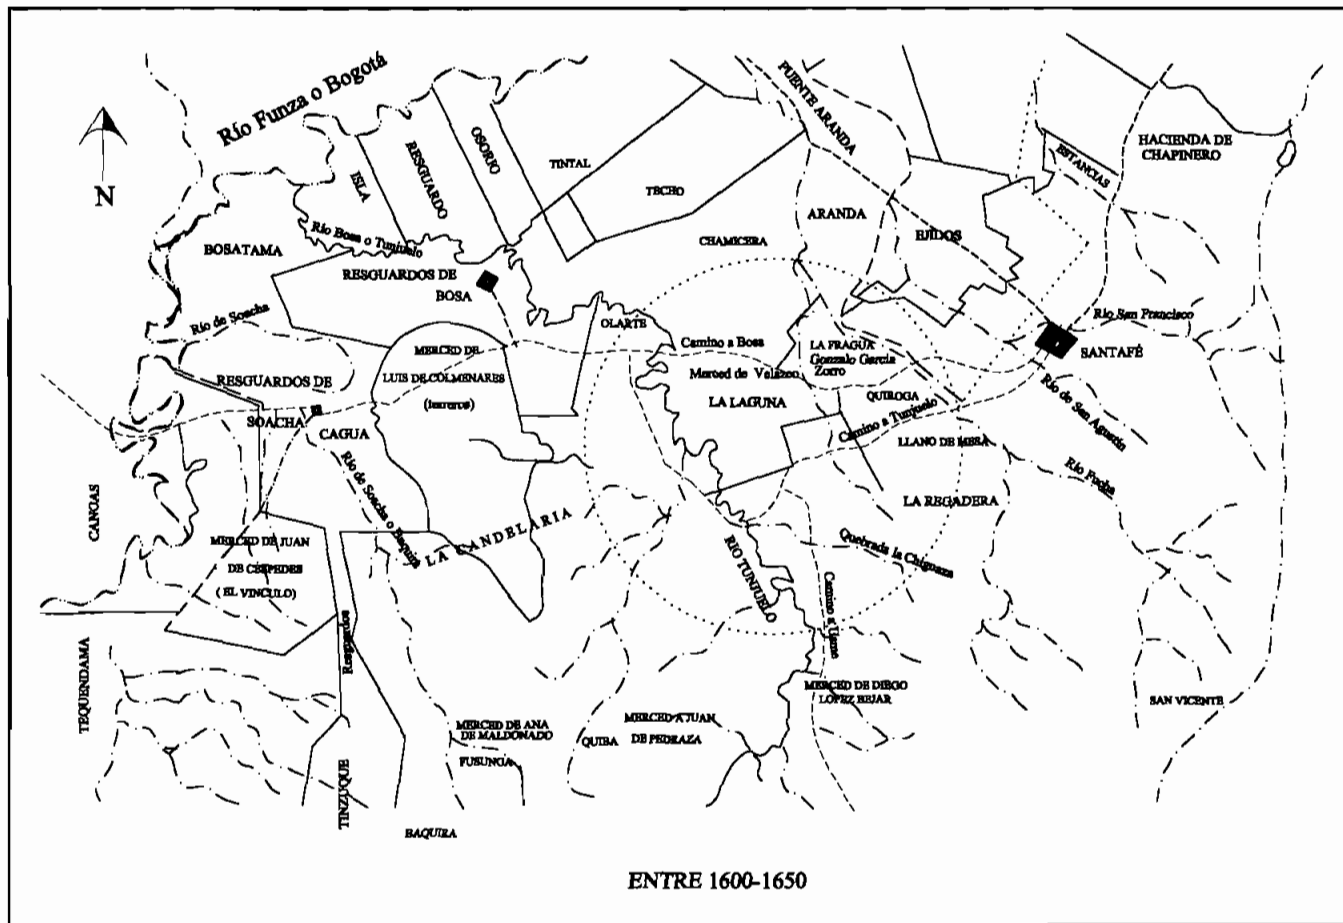 Río Funza o Bogotá
N
PUENTE ARANDA
HACIENDA DE
CHAPINERO
ESTANCIAS
OSORIO
RESGUARDO
ISLA
TINTAL
TECHO
ARANDA
EJIDOS
CHAMICERA
BOSATAMA
Río Bosa o Tunjuelo
RESGUARDOS DE
BOSA
Río de Soacha
OLARTE
Río San Francisco
SANTAFÉ
Camino a Bosa
LA FRAGUA
Gonzalo García
Zorro
MERCED DE
LUIS DE COLMENARES
Merced de Velázco
RESGUARDOS DE
SOACHA
CAGUA
LA LAGUNA
QUIROGA
Camino a Tunjuelo
Río de San Agustín
LLANO DE MESA
Río Fucha
LA REGADERA
Río de Soacha o Baquira
LA CANDELARIA
CANOAS
MERCED DE JUAN
DE CÉSPEDES
( EL VINCULO)
RIO TUNJUELO
Quebrada la Chiguaza
Camino a Usme
Resguardos
TEQUENDAMA
MERCED DE DIEGO
LOPEZ BEJAR
SAN VICENTE
MERCED DE ANA
DE MALDONADO
FUSUNGA
QUIBA
MERCED A JUAN
DE PEDRAZA
TINZUQUE
BAQUIRA
ENTRE 1600-1650